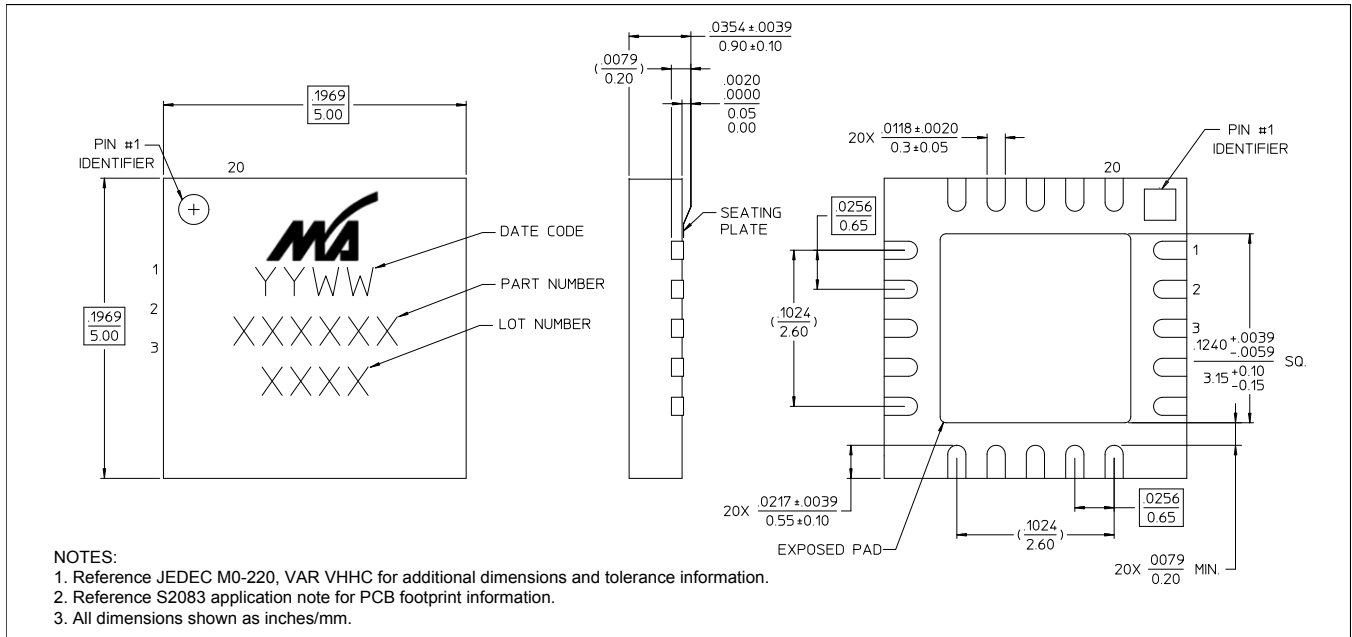 .0354±.0039
0.90±0.10
(.0079
0.20)
.0020
.0000
0.05
0.00
.1969
5.00
PIN #1
IDENTIFIER
20
20X .0118±.0020
0.3±0.05
20
PIN #1
IDENTIFIER
MA
DATE CODE
YYWW
PART NUMBER
XXXXXX
LOT NUMBER
XXXX
1
2
3
.1969
5.00
SEATING
PLATE
.0256
0.65
(.1024
2.60)
1
2
3
.1240 +.0039
-.0059
3.15 +0.10
-0.15
SQ.
20X .0217±.0039
0.55±0.10
EXPOSED PAD
(.1024
2.60)
.0256
0.65
20X .0079
0.20 MIN.
NOTES:
1. Reference JEDEC M0-220, VAR VHHC for additional dimensions and tolerance information.
2. Reference S2083 application note for PCB footprint information.
3. All dimensions shown as inches/mm.